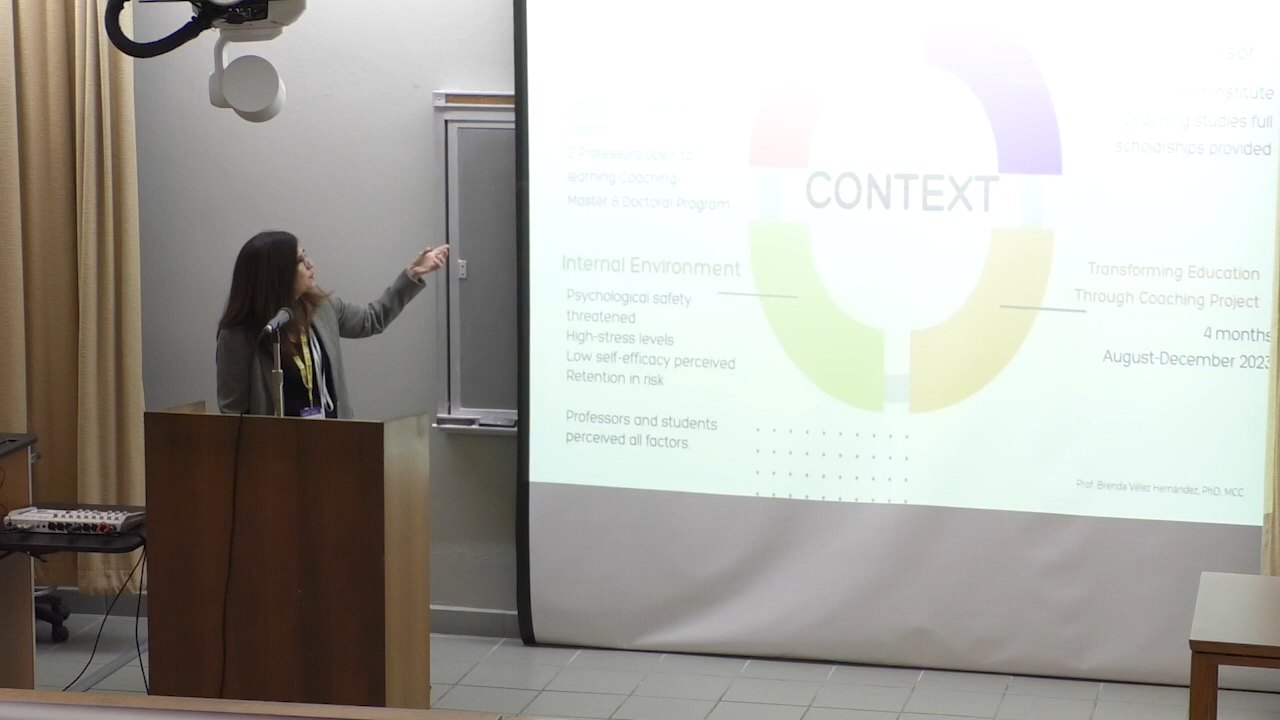 2 Professors open to
learning Coaching
Master & Doctoral Program
Internal Environment
Psychological safety
threatened
High-stress levels
Low self-efficacy perceived
Retention in risk
Professors and students
perceived all factors.
CONTEXT
Institute
Coaching studies full
scholarships provided
Transforming Education
Through Coaching Project
4 months
August-December 2023
Prof. Brenda Vélez Hernández, PhD, MCC